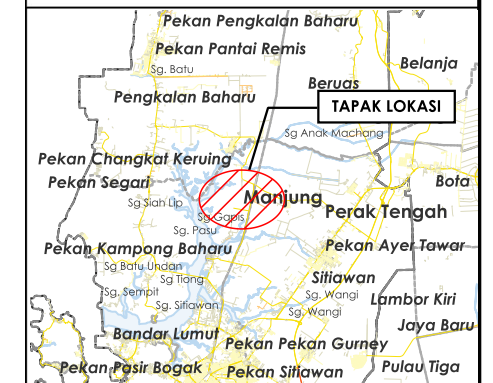 Pekan Pengkalan Baharu
Pekan Pantai Remis
Belanja
Sg. Batu
Beruas
Pengkalan Baharu
TAPAK LOKASI
Sg Anak Machang
Pekan Changkat Keruing
Pekan Segari
Bota
Manjung
Sg Siah Lip
Perak Tengah
Sg Gapis
Sg. Pasu
Pekan Kampong Baharu
Pekan Ayer Tawar
Sg Batu Undan
Sg Tiong
Sitiawan
Sg. Sempit
Sg. Wangi
Lambor Kiri
Sg. Sitiawan
Sg. Wangi
Jaya Baru
Bandar Lumut
Pekan Pekan Gurney
Pekan Pasir Bogak
Pekan Sitiawan
Pulau Tiga